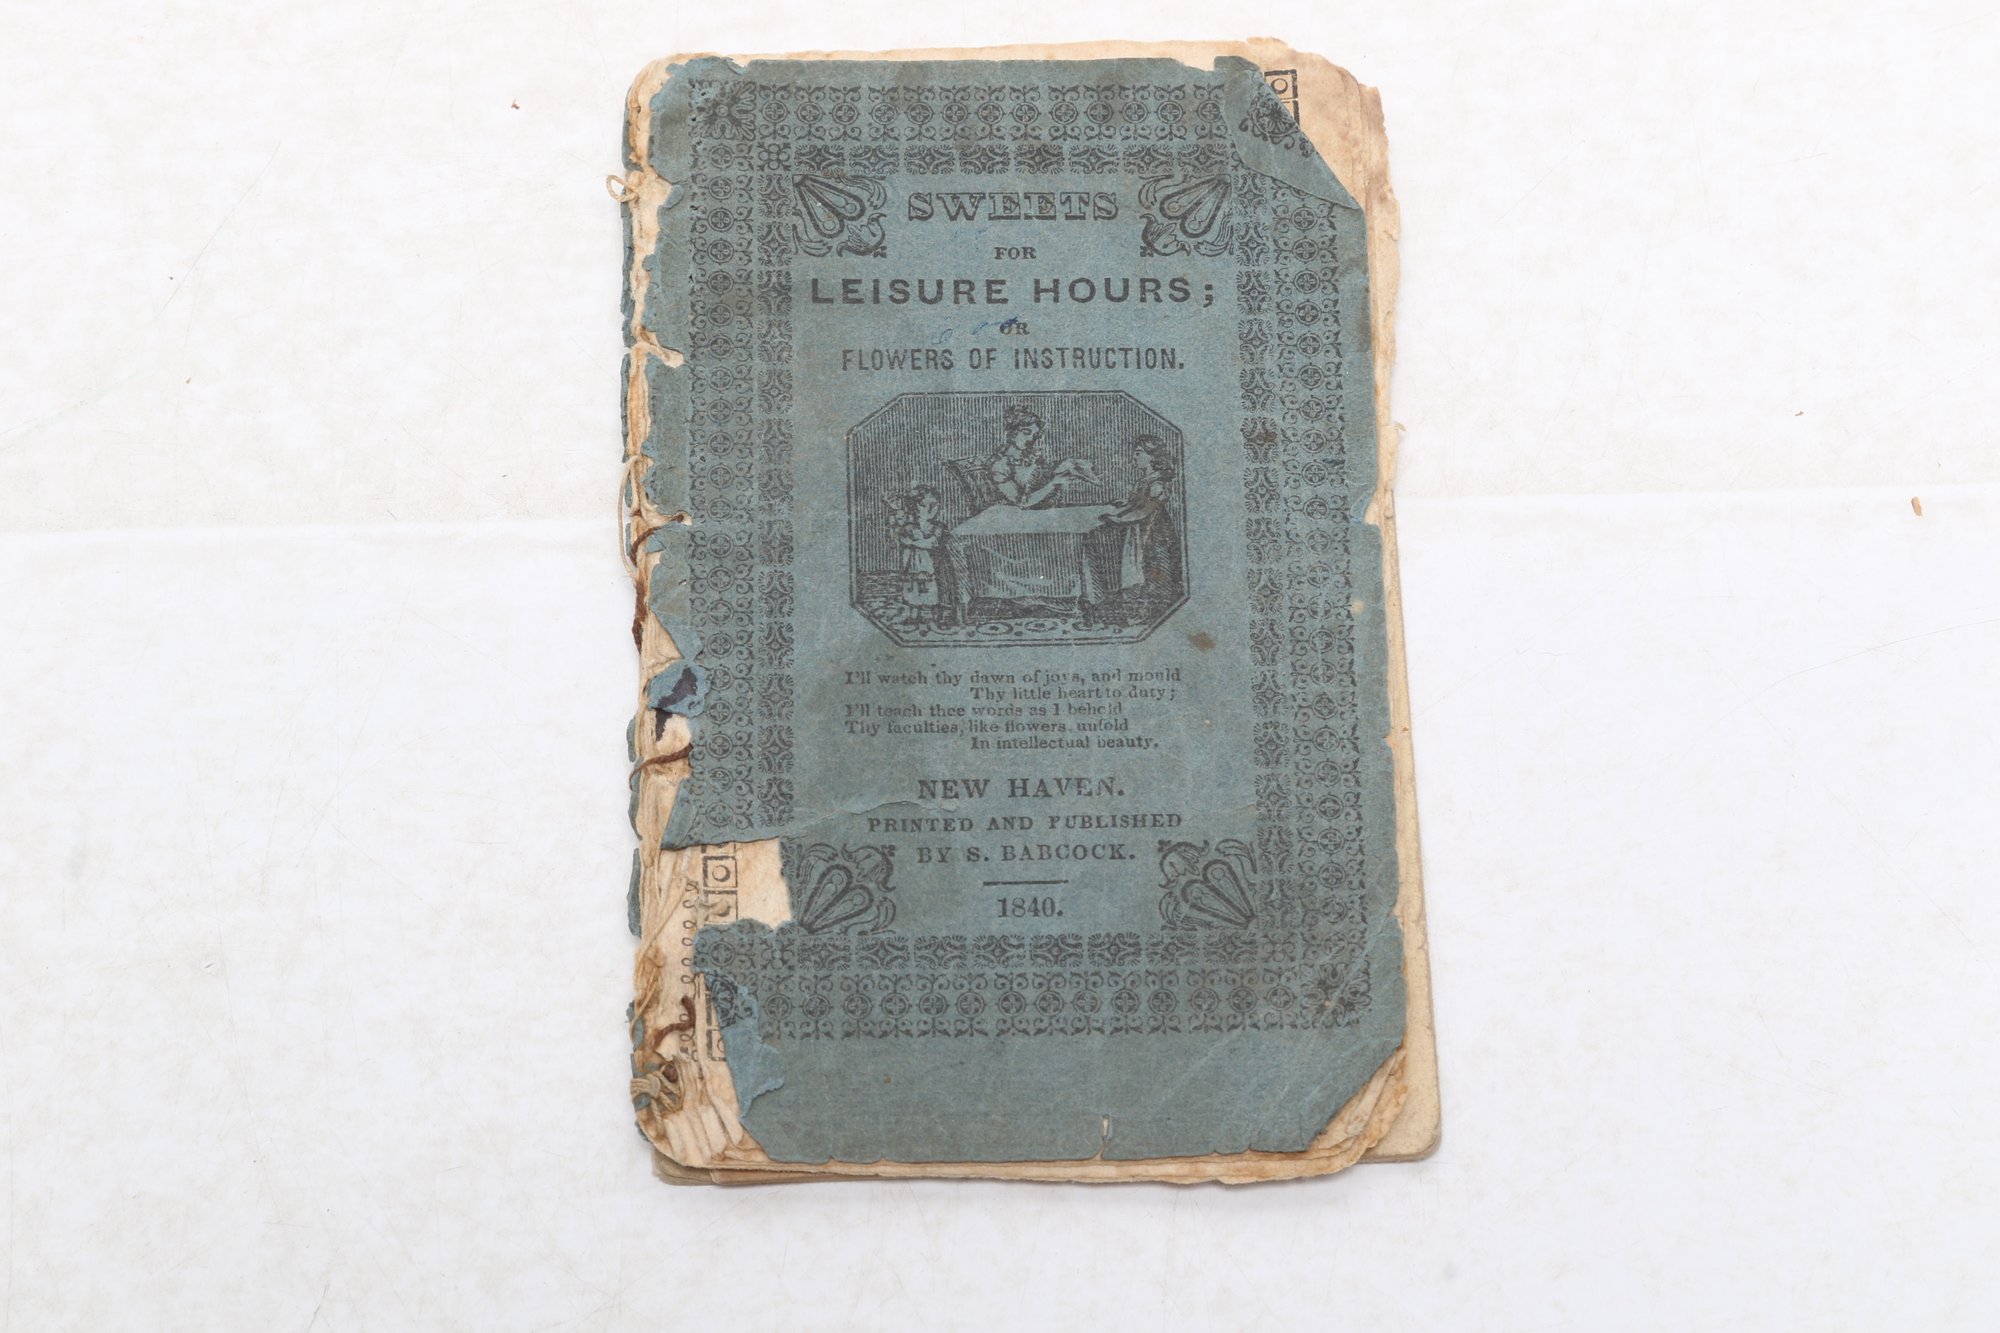 SWEETS
FOR
LEISURE HOURS;
OR
FLOWERS OF INSTRUCTION.
I'll watch thy dawn of joys, and mould
Thy little heart to duty;
I'll teach thee words as I behold
Thy faculties, like flowers, unfold
In intellectual beauty.
NEW HAVEN.
PRINTED AND PUBLISHED
BY S. BABCOCK.
1840.